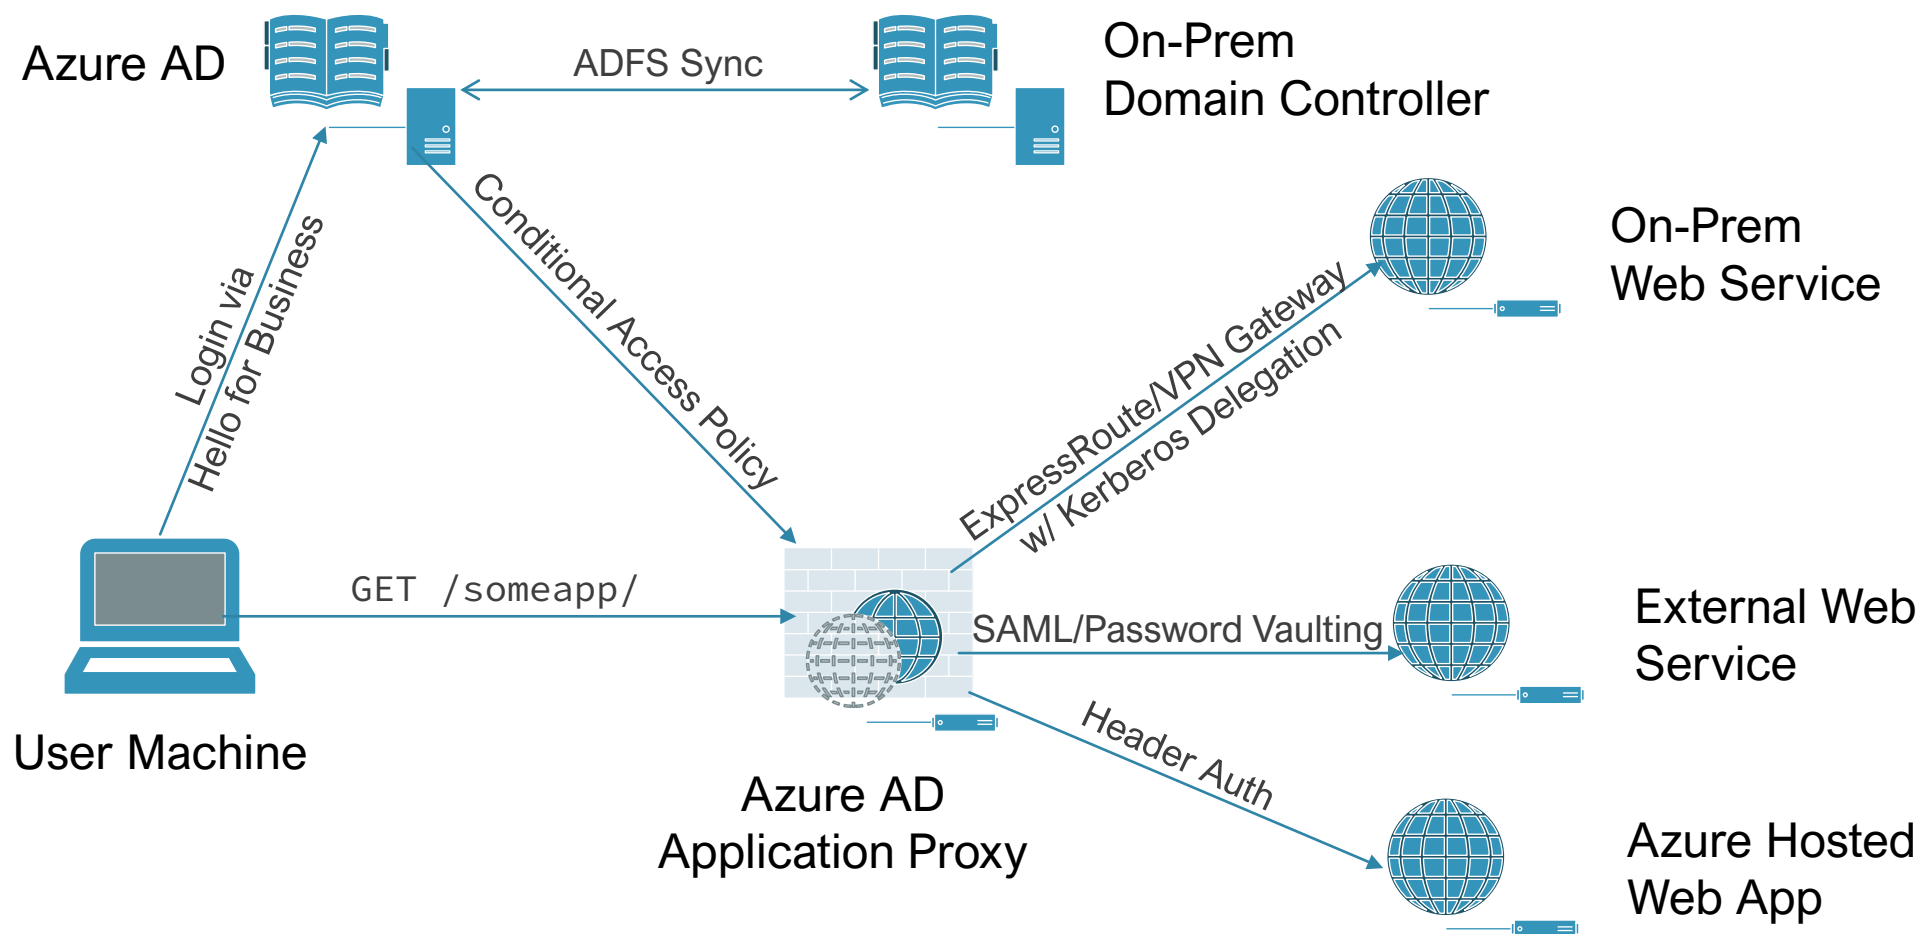 Azure AD
ADFS Sync
On-Prem
Domain Controller
On-Prem
Web Service
Login via
Hello for Business
Conditional Access Policy
ExpressRoute/VPN Gateway
w/ Kerberos Delegation
GET /someapp/
SAML/Password Vaulting
External Web
Service
User Machine
Header Auth
Azure AD
Application Proxy
Azure Hosted
Web App